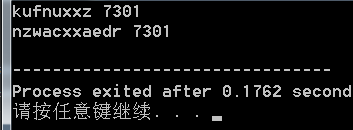 kufnuxxz 7301
nzwacxxaedr 7301
--------------------------------
Process exited after 0.1762 second
请按任意键继续. . .